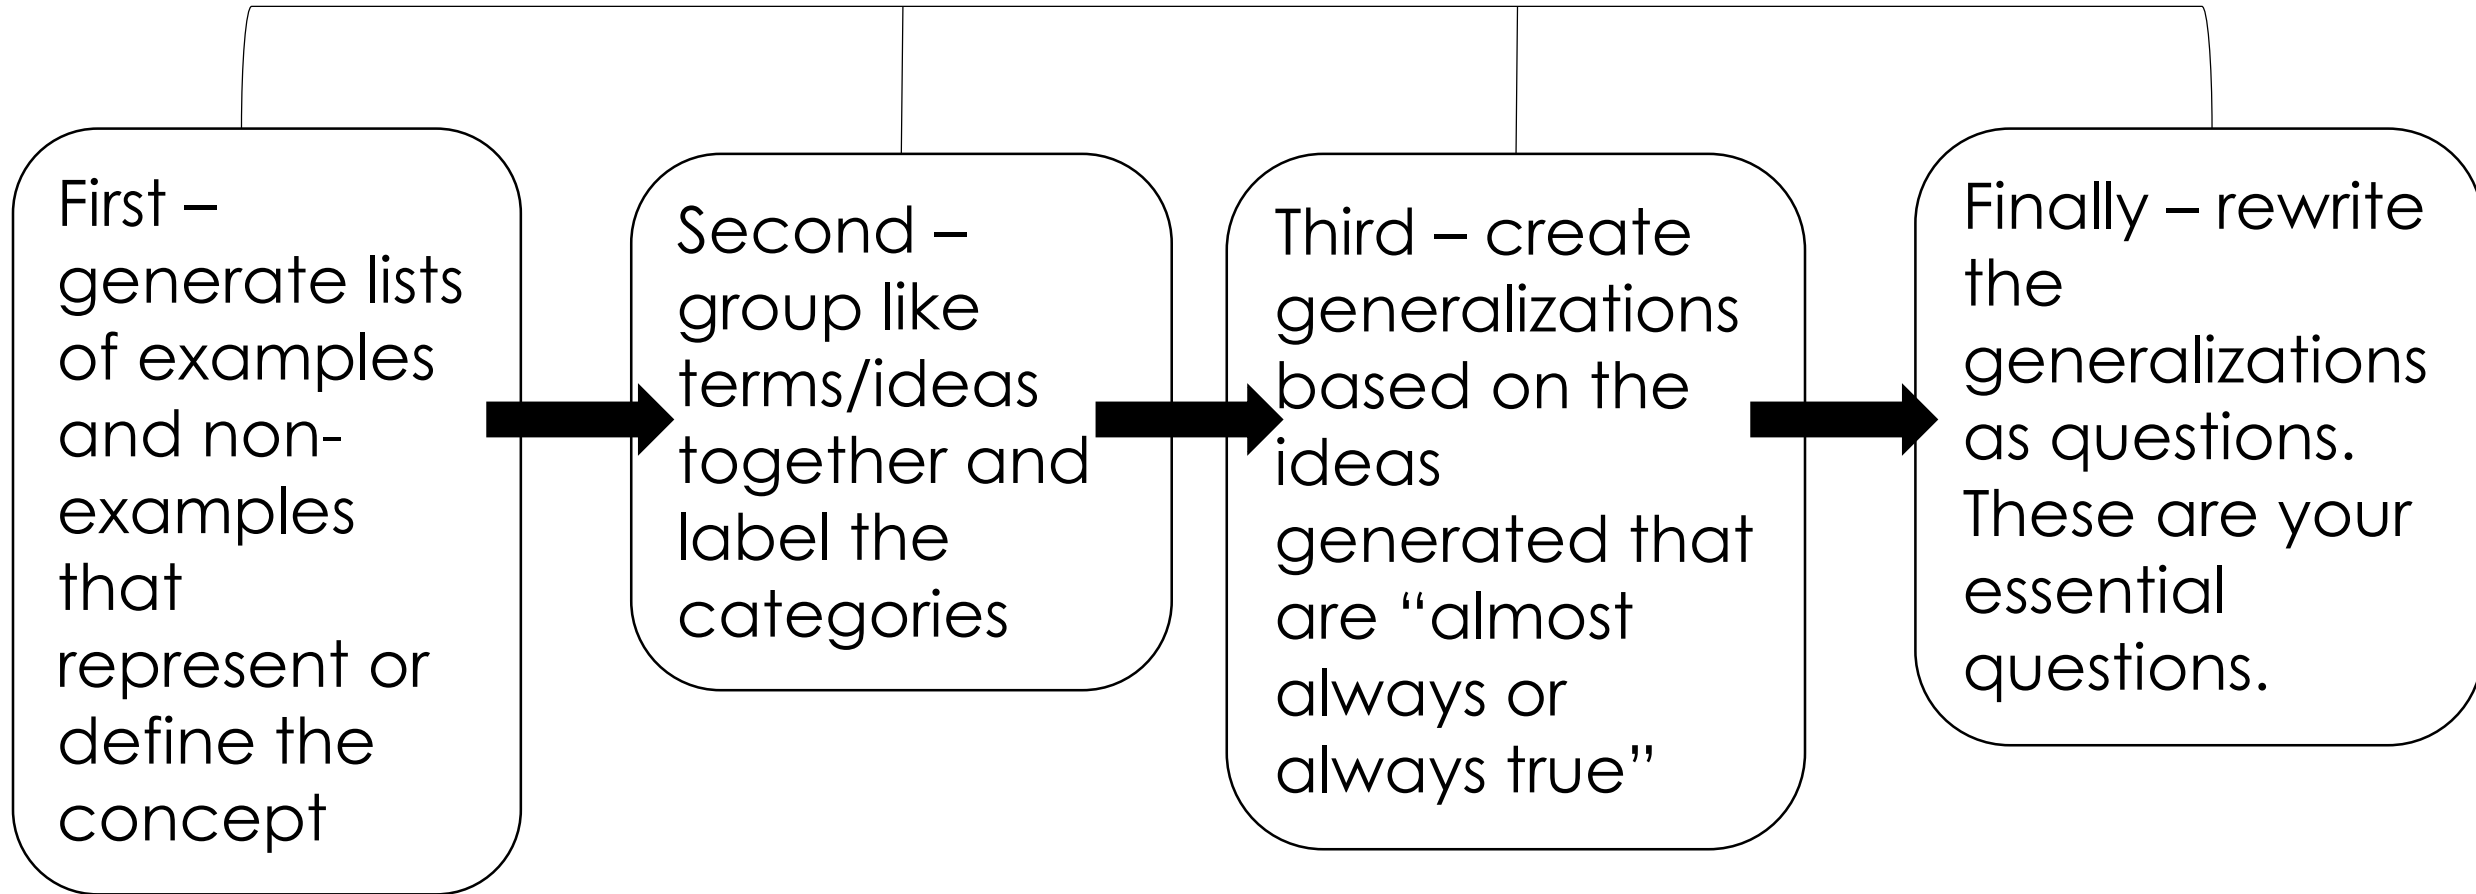 First –
generate lists
of examples
and non-
examples
that
represent or
define the
concept
Second –
group like
terms/ideas
together and
label the
categories
Third – create
generalizations
based on the
ideas
generated that
are “almost
always or
always true”
Finally – rewrite
the
generalizations
as questions.
These are your
essential
questions.